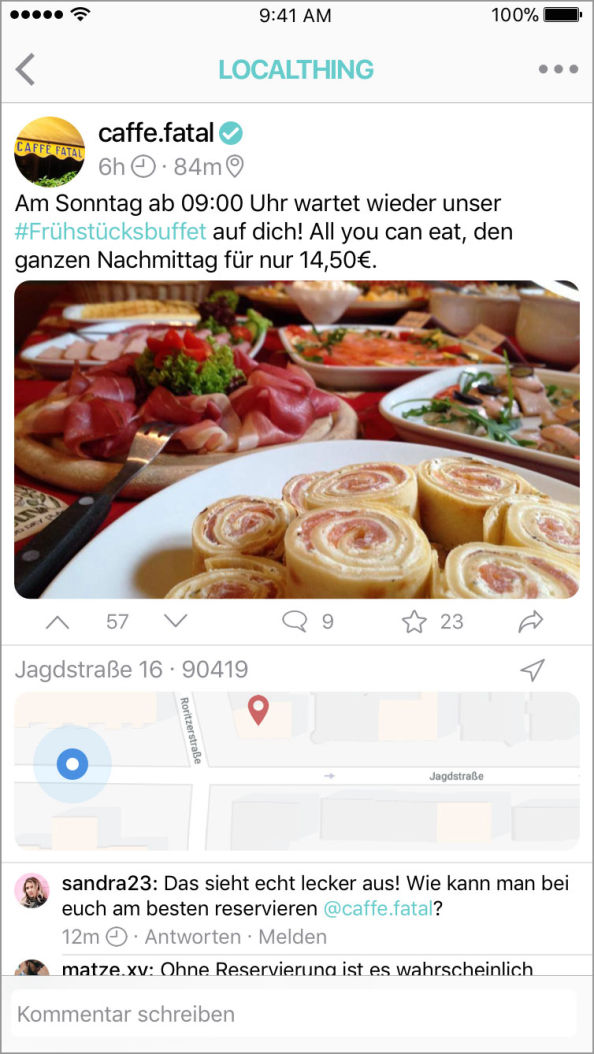 9:41 AM
100%
LOCALTHING
CAFFÈ FATAL
caffe.fatal
6h · 84m
Am Sonntag ab 09:00 Uhr wartet wieder unser
#Frühstücksbuffet auf dich! All you can eat, den
ganzen Nachmittag für nur 14,50€.
57 9 23
Jagdstraße 16 · 90419
Roritzerstraße
Jagdstraße
sandra23: Das sieht echt lecker aus! Wie kann man bei
euch am besten reservieren @caffe.fatal?
12m · Antworten · Melden
matze.xy: Ohne Reservierung ist es wahrscheinlich
Kommentar schreiben